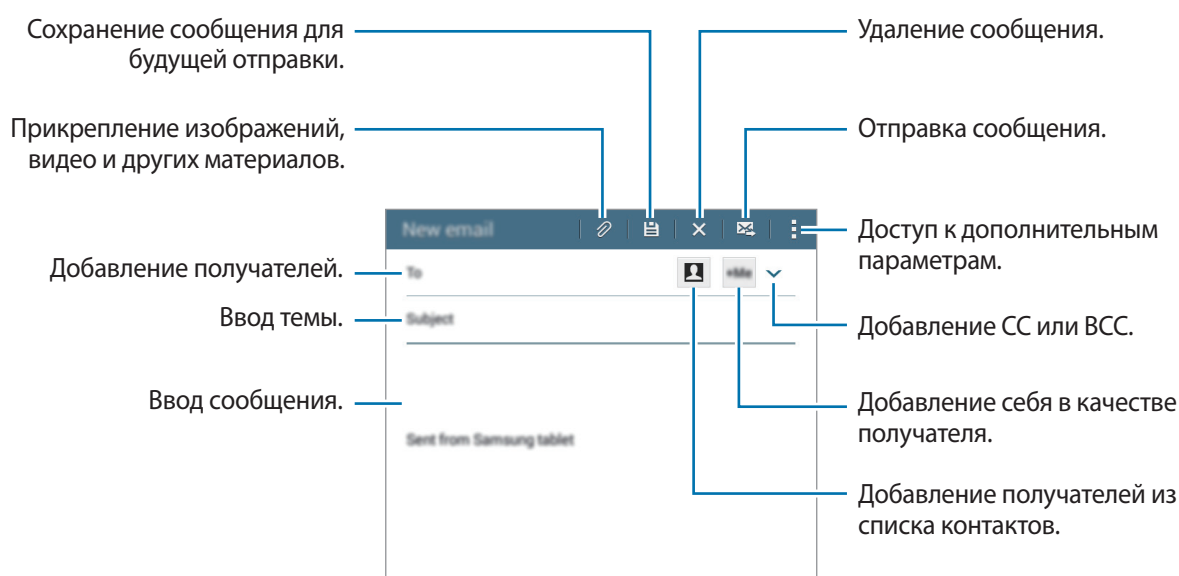 Сохранение сообщения для
будущей отправки.
Удаление сообщения.
Прикрепление изображений,
видео и других материалов.
Отправка сообщения.
New email
Доступ к дополнительным
параметрам.
Добавление получателей.
To
+Me
Ввод темы.
Subject
Добавление CC или BCC.
Ввод сообщения.
Добавление себя в качестве
получателя.
Sent from Samsung tablet
Добавление получателей из
списка контактов.